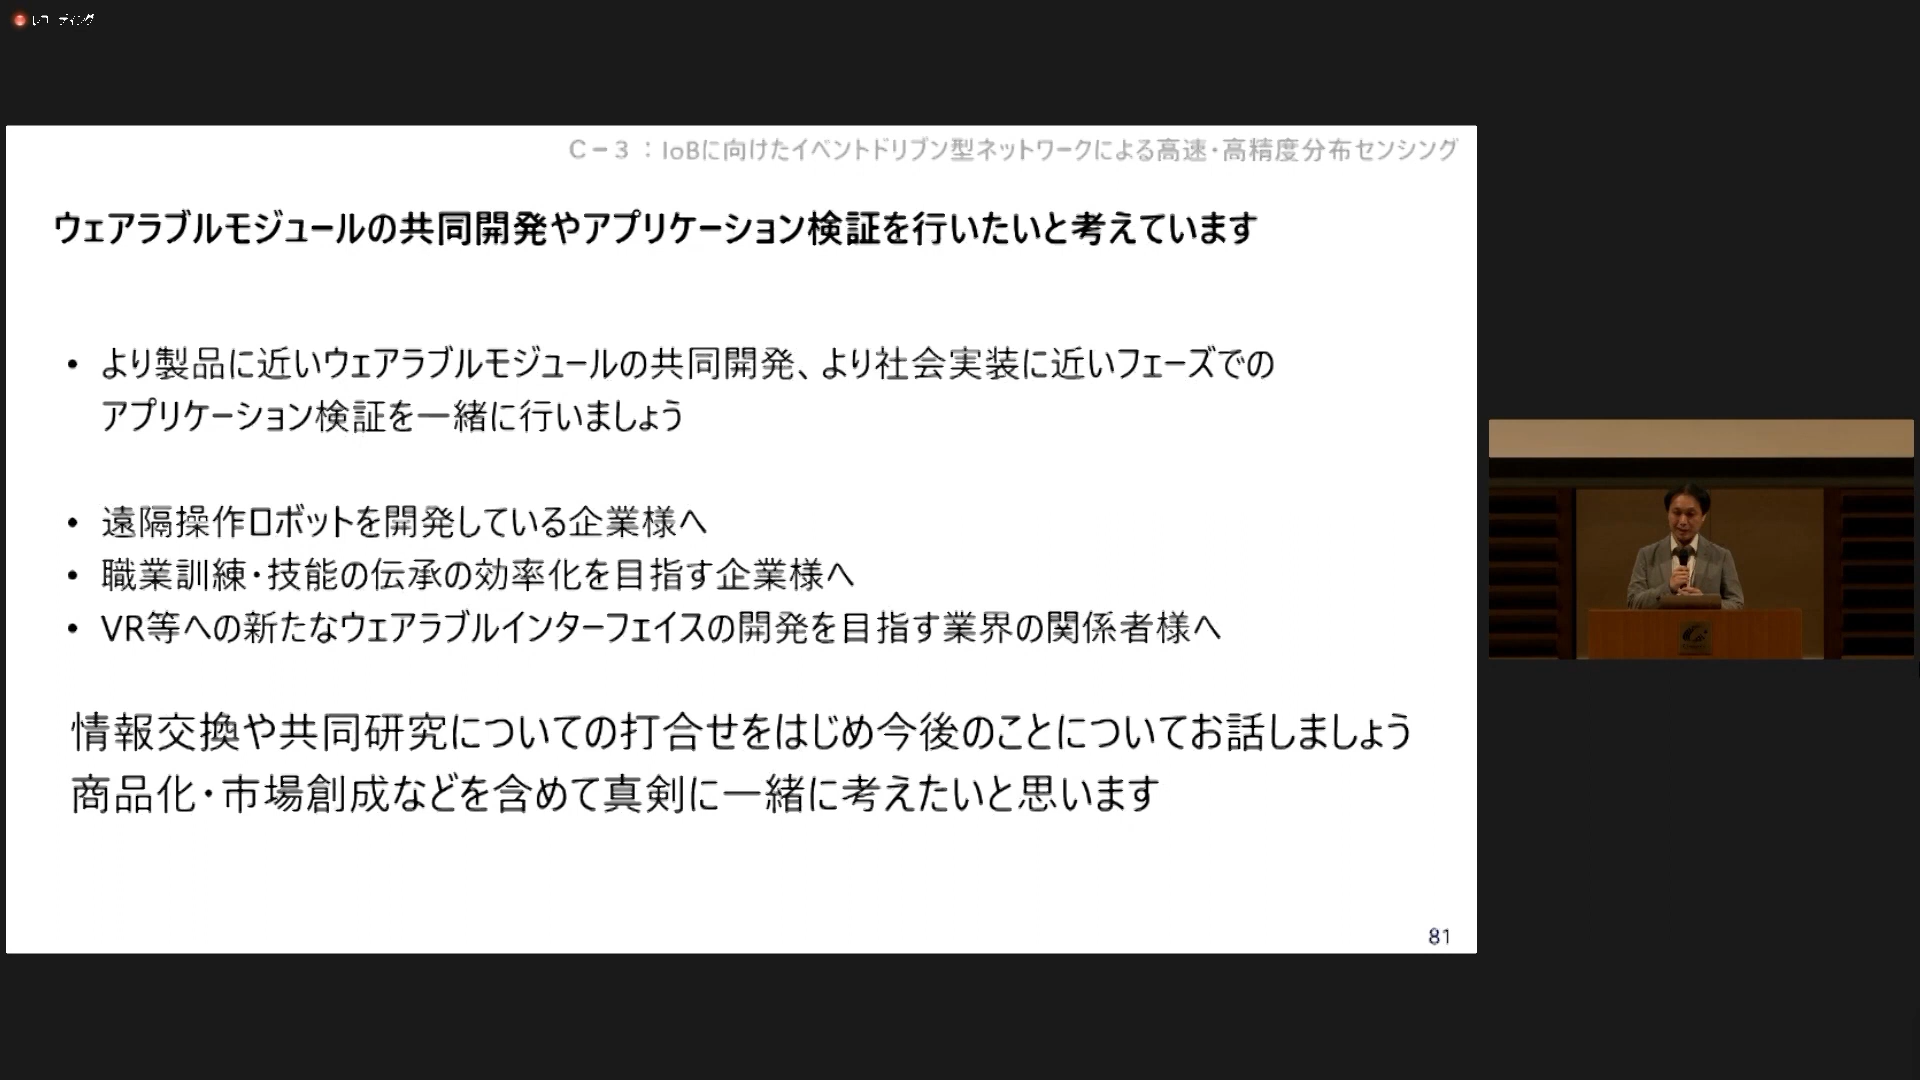 レコーディング
C－3：IoBに向けたイベントドリブン型ネットワークによる高速・高精度分布センシング
ウェアラブルモジュールの共同開発やアプリケーション検証を行いたいと考えています
• より製品に近いウェアラブルモジュールの共同開発、より社会実装に近いフェーズでの
アプリケーション検証を一緒に行いましょう
• 遠隔操作ロボットを開発している企業様へ
• 職業訓練・技能の伝承の効率化を目指す企業様へ
• VR等への新たなウェアラブルインターフェイスの開発を目指す業界の関係者様へ
情報交換や共同研究についての打合せをはじめ今後のことについてお話しましょう
商品化・市場創成などを含めて真剣に一緒に考えたいと思います
81